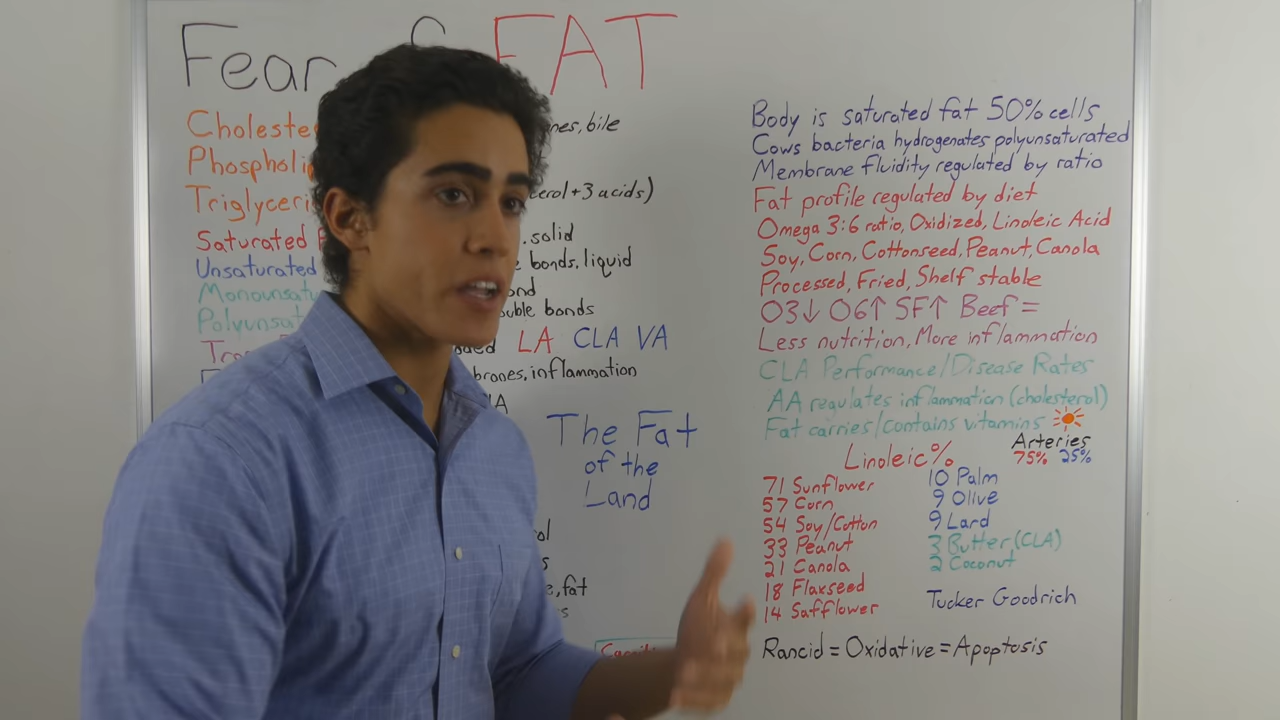 Fear of FAT
nes, bile
Phospholi
cerol + 3 acids)
Saturated
. solid
Unsaturated
bonds, liquid
Monounsatu
ond
Polyunsat
uble bonds
LA CLA VA
branes, inflammation
The Fat
of the
Land
ol
s
e, fat
s
Body is saturated fat 50% cells
Cows bacteria hydrogenates polyunsaturated
Membrane fluidity regulated by ratio
Fat profile regulated by diet
Omega 3:6 ratio, Oxidized, Linoleic Acid
Soy, Corn, Cottonseed, Peanut, Canola
Processed, Fried, Shelf stable
O3↓ O6↑ SF↑ Beef =
Less nutrition, More inflammation
CLA Performance/Disease Rates
AA regulates inflammation (cholesterol)
Fat carries/contains vitamins
Arteries
75% 25%
Linoleic %
71 Sunflower
57 Corn
54 Soy/Cotton
33 Peanut
21 Canola
18 Flaxseed
14 Safflower
10 Palm
9 Olive
9 Lard
3 Butter (CLA)
2 Coconut
Tucker Goodrich
Rancid = Oxidative = Apoptosis